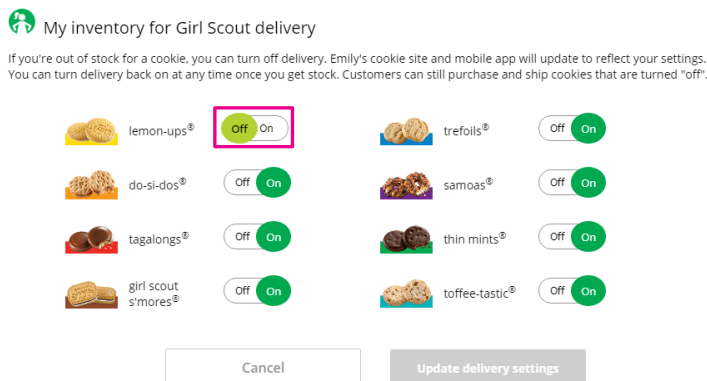 My inventory for Girl Scout delivery
If you're out of stock for a cookie, you can turn off delivery. Emily's cookie site and mobile app will update to reflect your settings.
You can turn delivery back on at any time once you get stock. Customers can still purchase and ship cookies that are turned "off".
lemon-ups® Off On
trefoils® Off On
do-si-dos® Off On
samoas® Off On
tagalongs® Off On
thin mints® Off On
girl scout
s'mores® Off On
toffee-tastic® Off On
Cancel
Update delivery settings